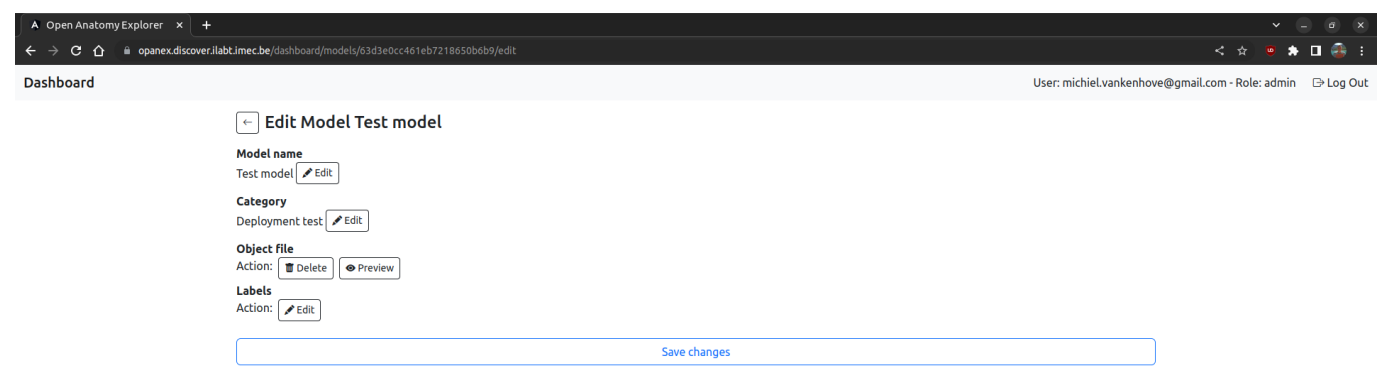 Open Anatomy Explorer
opanex.discover.ilabt.imec.be/dashboard/models/63d3e0cc461eb7218650b6b9/edit
Dashboard
User: michiel.vankenhove@gmail.com - Role: admin Log Out
Edit Model Test model
Model name
Test model Edit
Category
Deployment test Edit
Object file
Action: Delete Preview
Labels
Action: Edit
Save changes